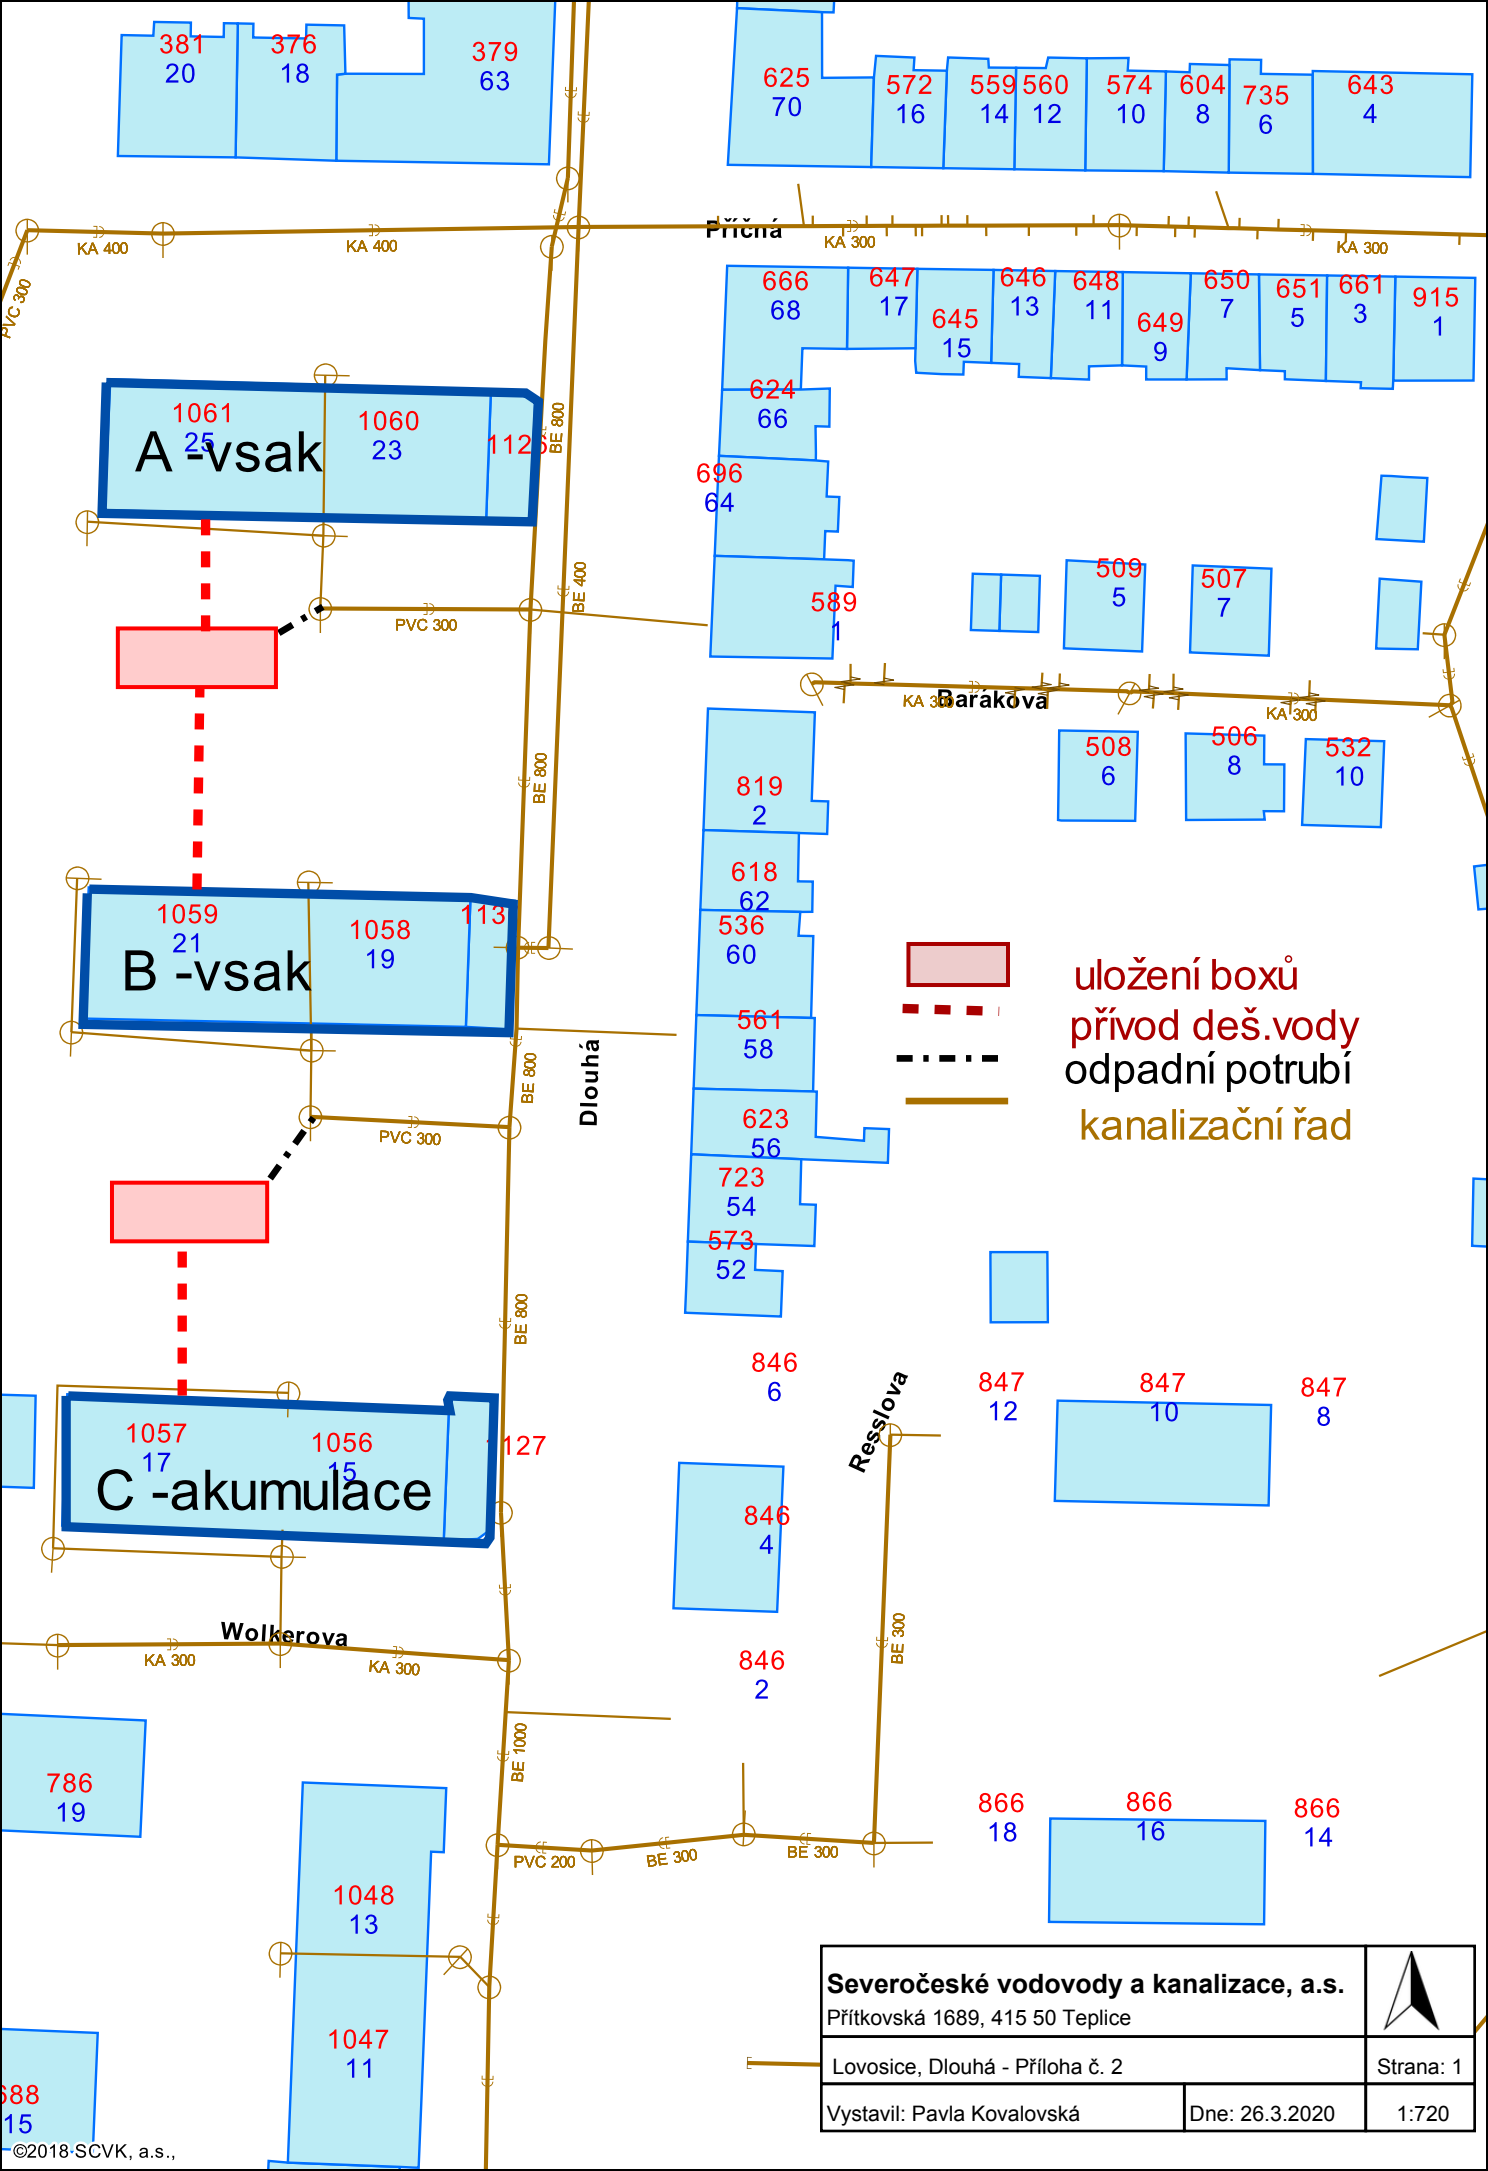 381
20
376
18
379
63
625
70
572
16
559
14
560
12
574
10
604
8
735
6
643
4
Příčná
KA 400
KA 400
KA 300
KA 300
PVC 300
666
68
647
17
645
15
646
13
648
11
649
9
650
7
651
5
661
3
915
1
1061
25
1060
23
1126
A -vsak
BE 800
624
66
696
64
589
1
509
5
507
7
BE 400
PVC 300
KA 300
Barákova
KA 300
508
6
506
8
532
10
BE 800
819
2
618
62
536
60
561
58
623
56
723
54
573
52
1059
21
1058
19
113
B -vsak
uložení boxů
přívod deš.vody
odpadní potrubí
kanalizační řad
Dlouhá
BE 800
PVC 300
BE 800
846
6
Resslova
847
12
847
10
847
8
1057
17
1056
15
127
C -akumulace
846
4
846
2
BE 300
Wolkerova
KA 300
KA 300
BE 1000
786
19
PVC 200
BE 300
BE 300
866
18
866
16
866
14
1048
13
1047
11
688
15
Severočeské vodovody a kanalizace, a.s.
Přítkovská 1689, 415 50 Teplice
Lovosice, Dlouhá - Příloha č. 2
Strana: 1
Vystavil: Pavla Kovalovská
Dne: 26.3.2020
1:720
©2018 SCVK, a.s.,